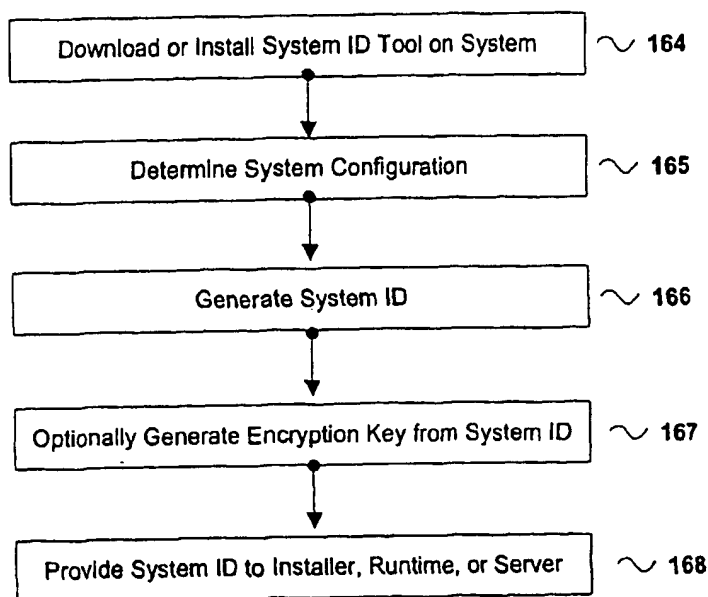 Download or Install System ID Tool on System 164
Determine System Configuration 165
Generate System ID 166
Optionally Generate Encryption Key from System ID 167
Provide System ID to Installer, Runtime, or Server 168